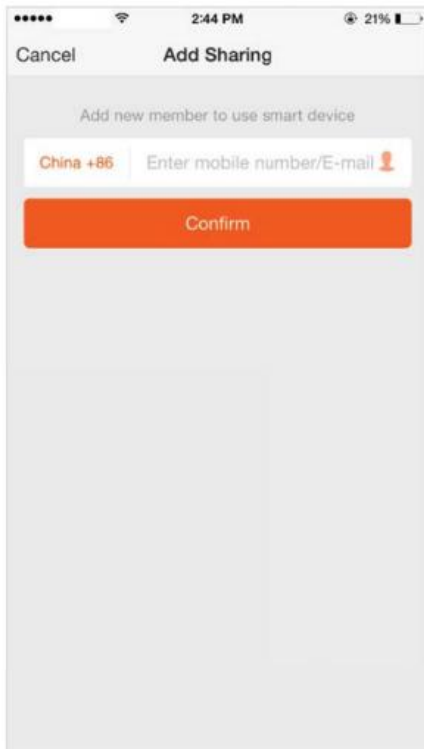 2:44 PM 21%
Cancel Add Sharing
Add new member to use smart device
China +86 Enter mobile number/E-mail
Confirm